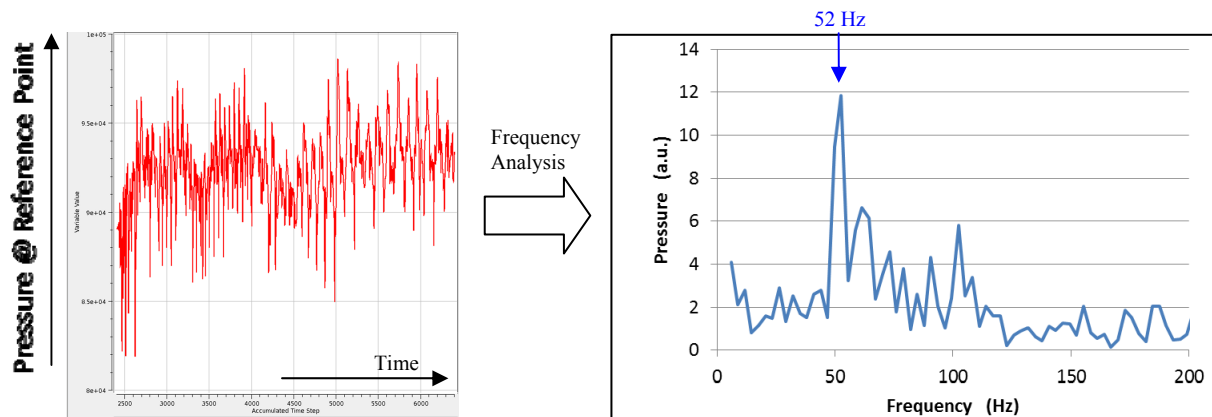 Pressure @ Reference Point
Variable Value
1e+05
9.5e+04
9e+04
8.5e+04
8e+04
2500 3000 3500 4000 4500 5000 5500 6000
Accumulated Time Step
Time
Frequency
Analysis
52 Hz
Pressure (a.u.)
14
12
10
8
6
4
2
0
0 50 100 150 200
Frequency (Hz)